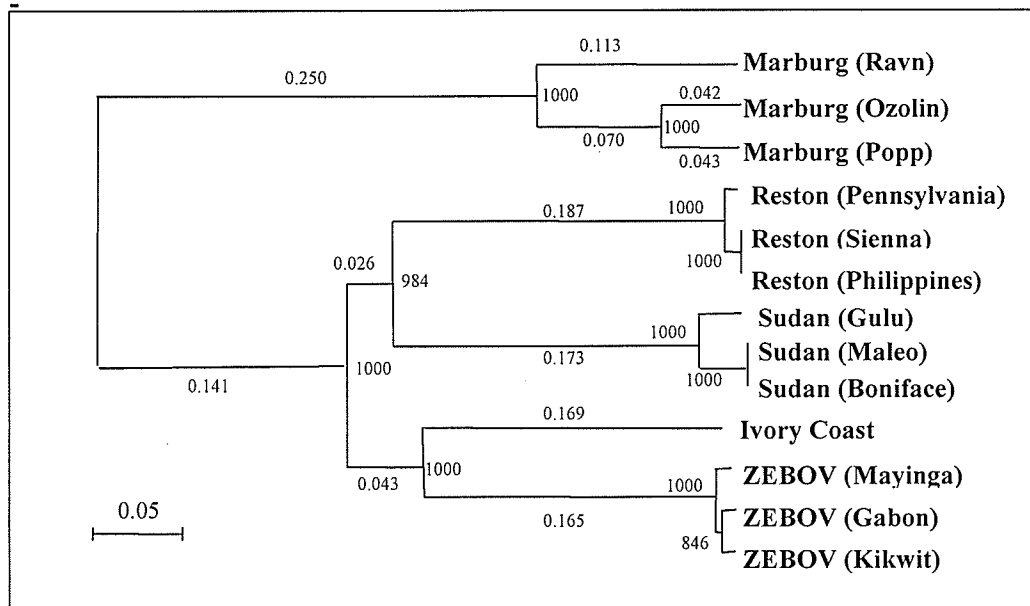 0.113
Marburg (Ravn)
0.250
1000
0.042
Marburg (Ozolin)
1000
0.070
0.043
Marburg (Popp)
1000
Reston (Pennsylvania)
0.187
1000
Reston (Sienna)
0.026
984
Reston (Philippines)
1000
Sudan (Gulu)
0.173
1000
Sudan (Maleo)
1000
0.141
Sudan (Boniface)
0.169
Ivory Coast
1000
0.043
1000
ZEBOV (Mayinga)
0.165
0.05
ZEBOV (Gabon)
846
ZEBOV (Kikwit)